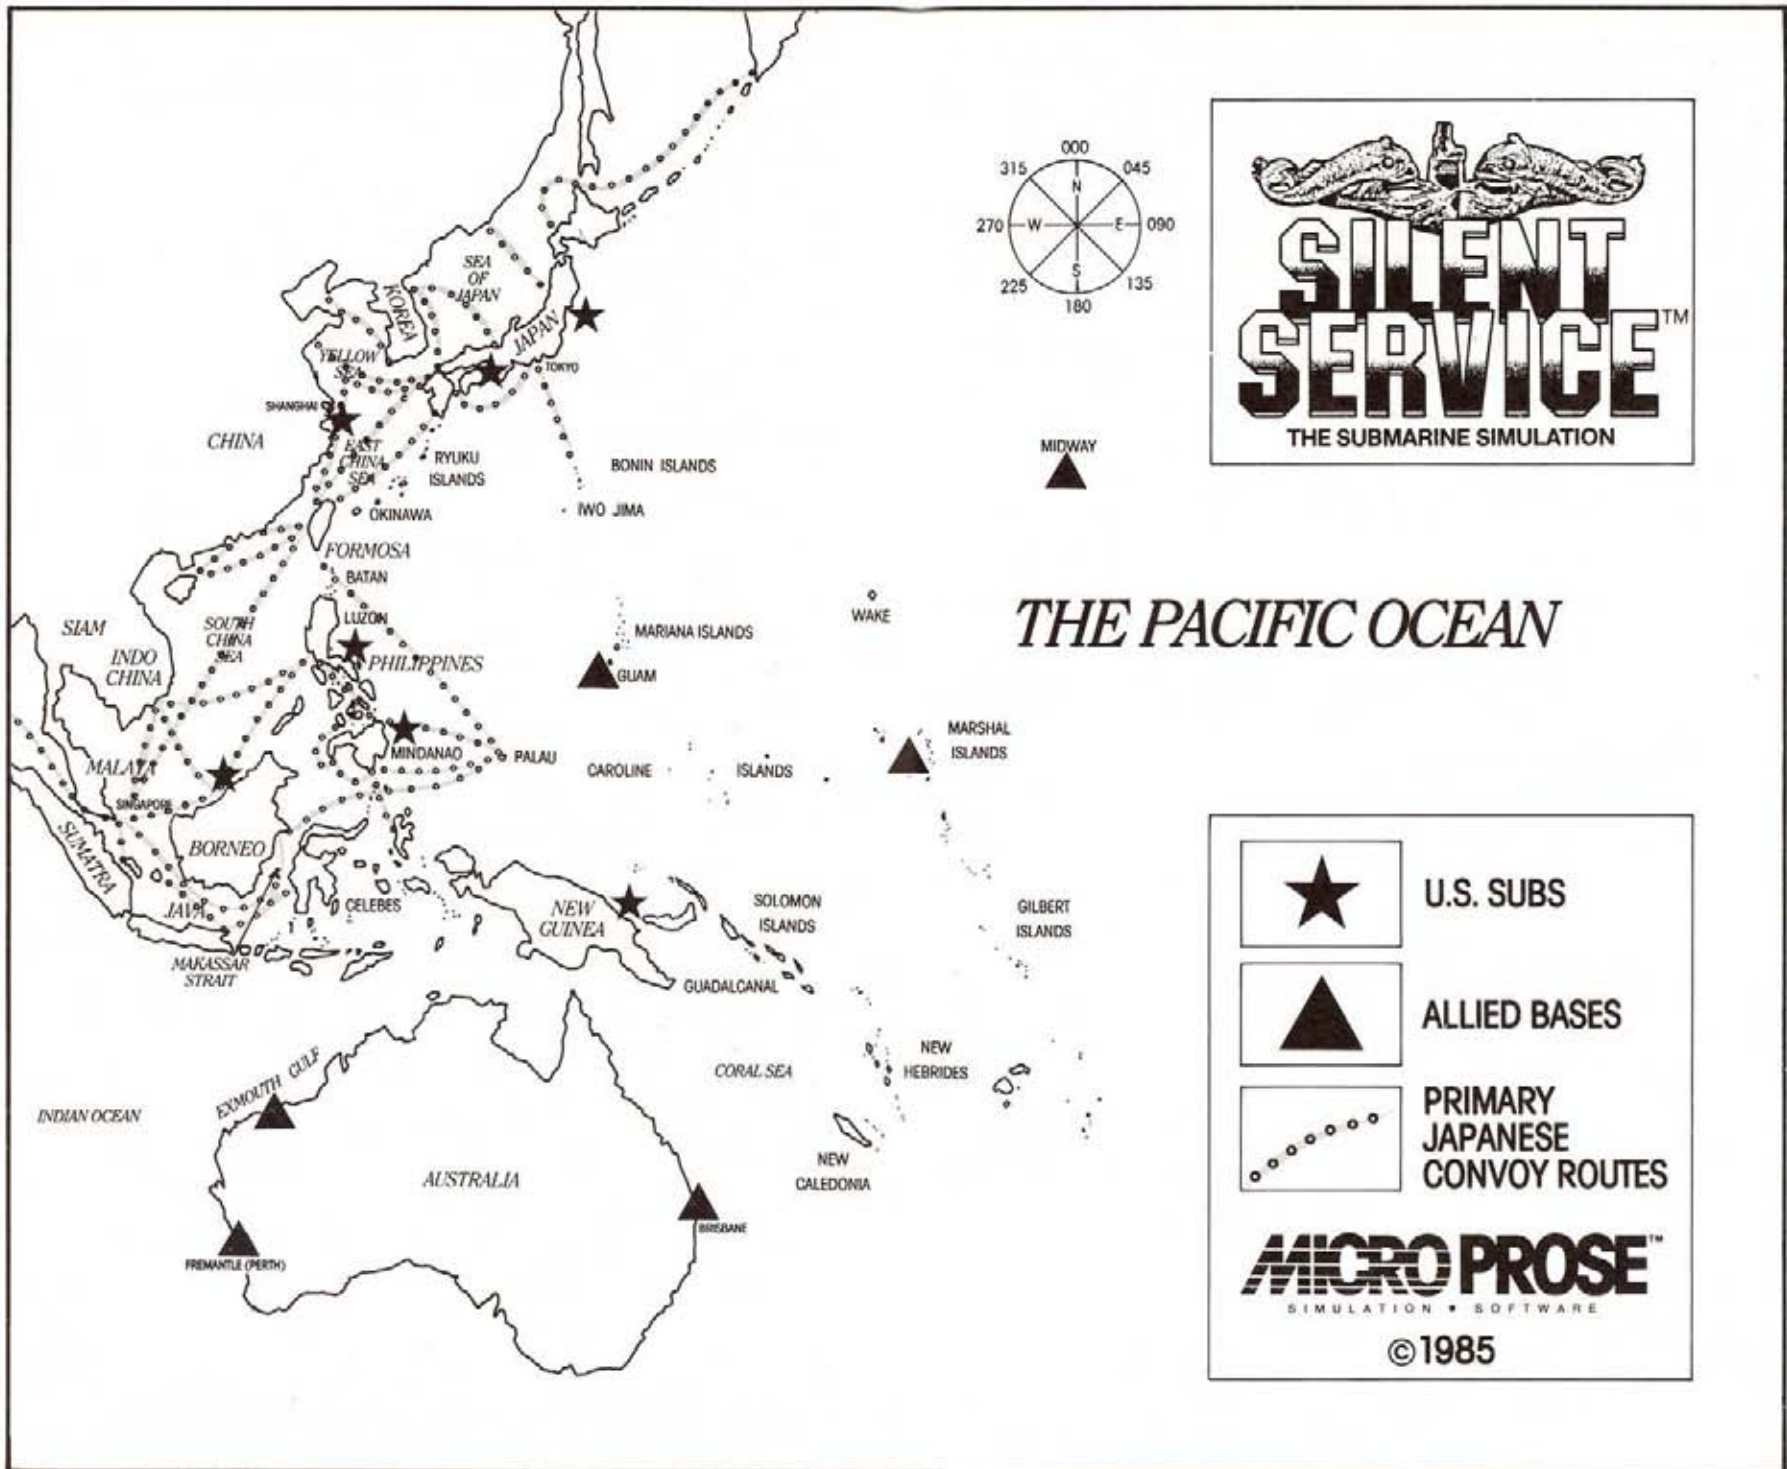 000
315
045
N
270
W
E
090
S
225
135
180
SILENT
SERVICE™
THE SUBMARINE SIMULATION
SEA
OF
JAPAN
KOREA
JAPAN
YELLOW
SEA
TOKYO
SHANGHAI
CHINA
EAST
CHINA
SEA
RYUKU
ISLANDS
BONIN ISLANDS
MIDWAY
OKINAWA
IWO JIMA
FORMOSA
BATAN
LUZON
SIAM
INDO
CHINA
SOUTH
CHINA
SEA
PHILIPPINES
MARIANA ISLANDS
GUAM
WAKE
THE PACIFIC OCEAN
MINDANAO
PALAU
CAROLINE
ISLANDS
MARSHAL
ISLANDS
MALAYA
SINGAPORE
SUMATRA
BORNEO
JAVA
CELEBES
NEW
GUINEA
SOLOMON
ISLANDS
GILBERT
ISLANDS
MAKASSAR
STRAIT
GUADALCANAL
EXMOUTH GULF
CORAL SEA
NEW
HEBRIDES
INDIAN OCEAN
AUSTRALIA
NEW
CALEDONIA
BRISBANE
FREMANTLE (PERTH)
U.S. SUBS
ALLIED BASES
PRIMARY
JAPANESE
CONVOY ROUTES
MICROPROSE™
SIMULATION • SOFTWARE
©1985